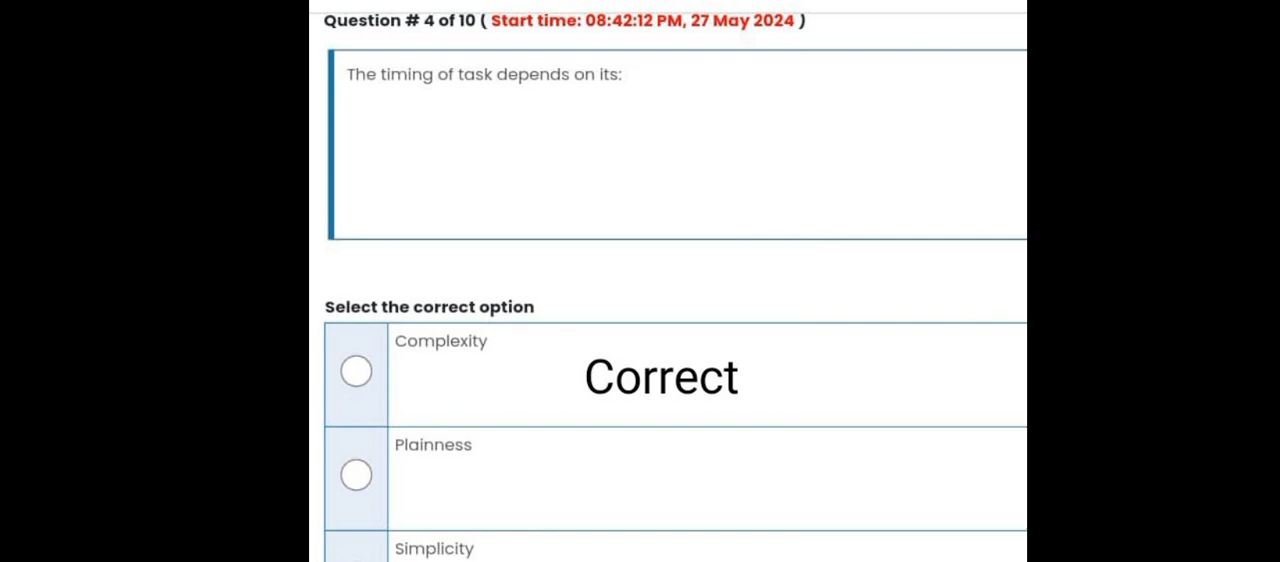 Question # 4 of 10 ( Start time: 08:42:12 PM, 27 May 2024 )
The timing of task depends on its:
Select the correct option
Complexity
Correct
Plainness
Simplicity